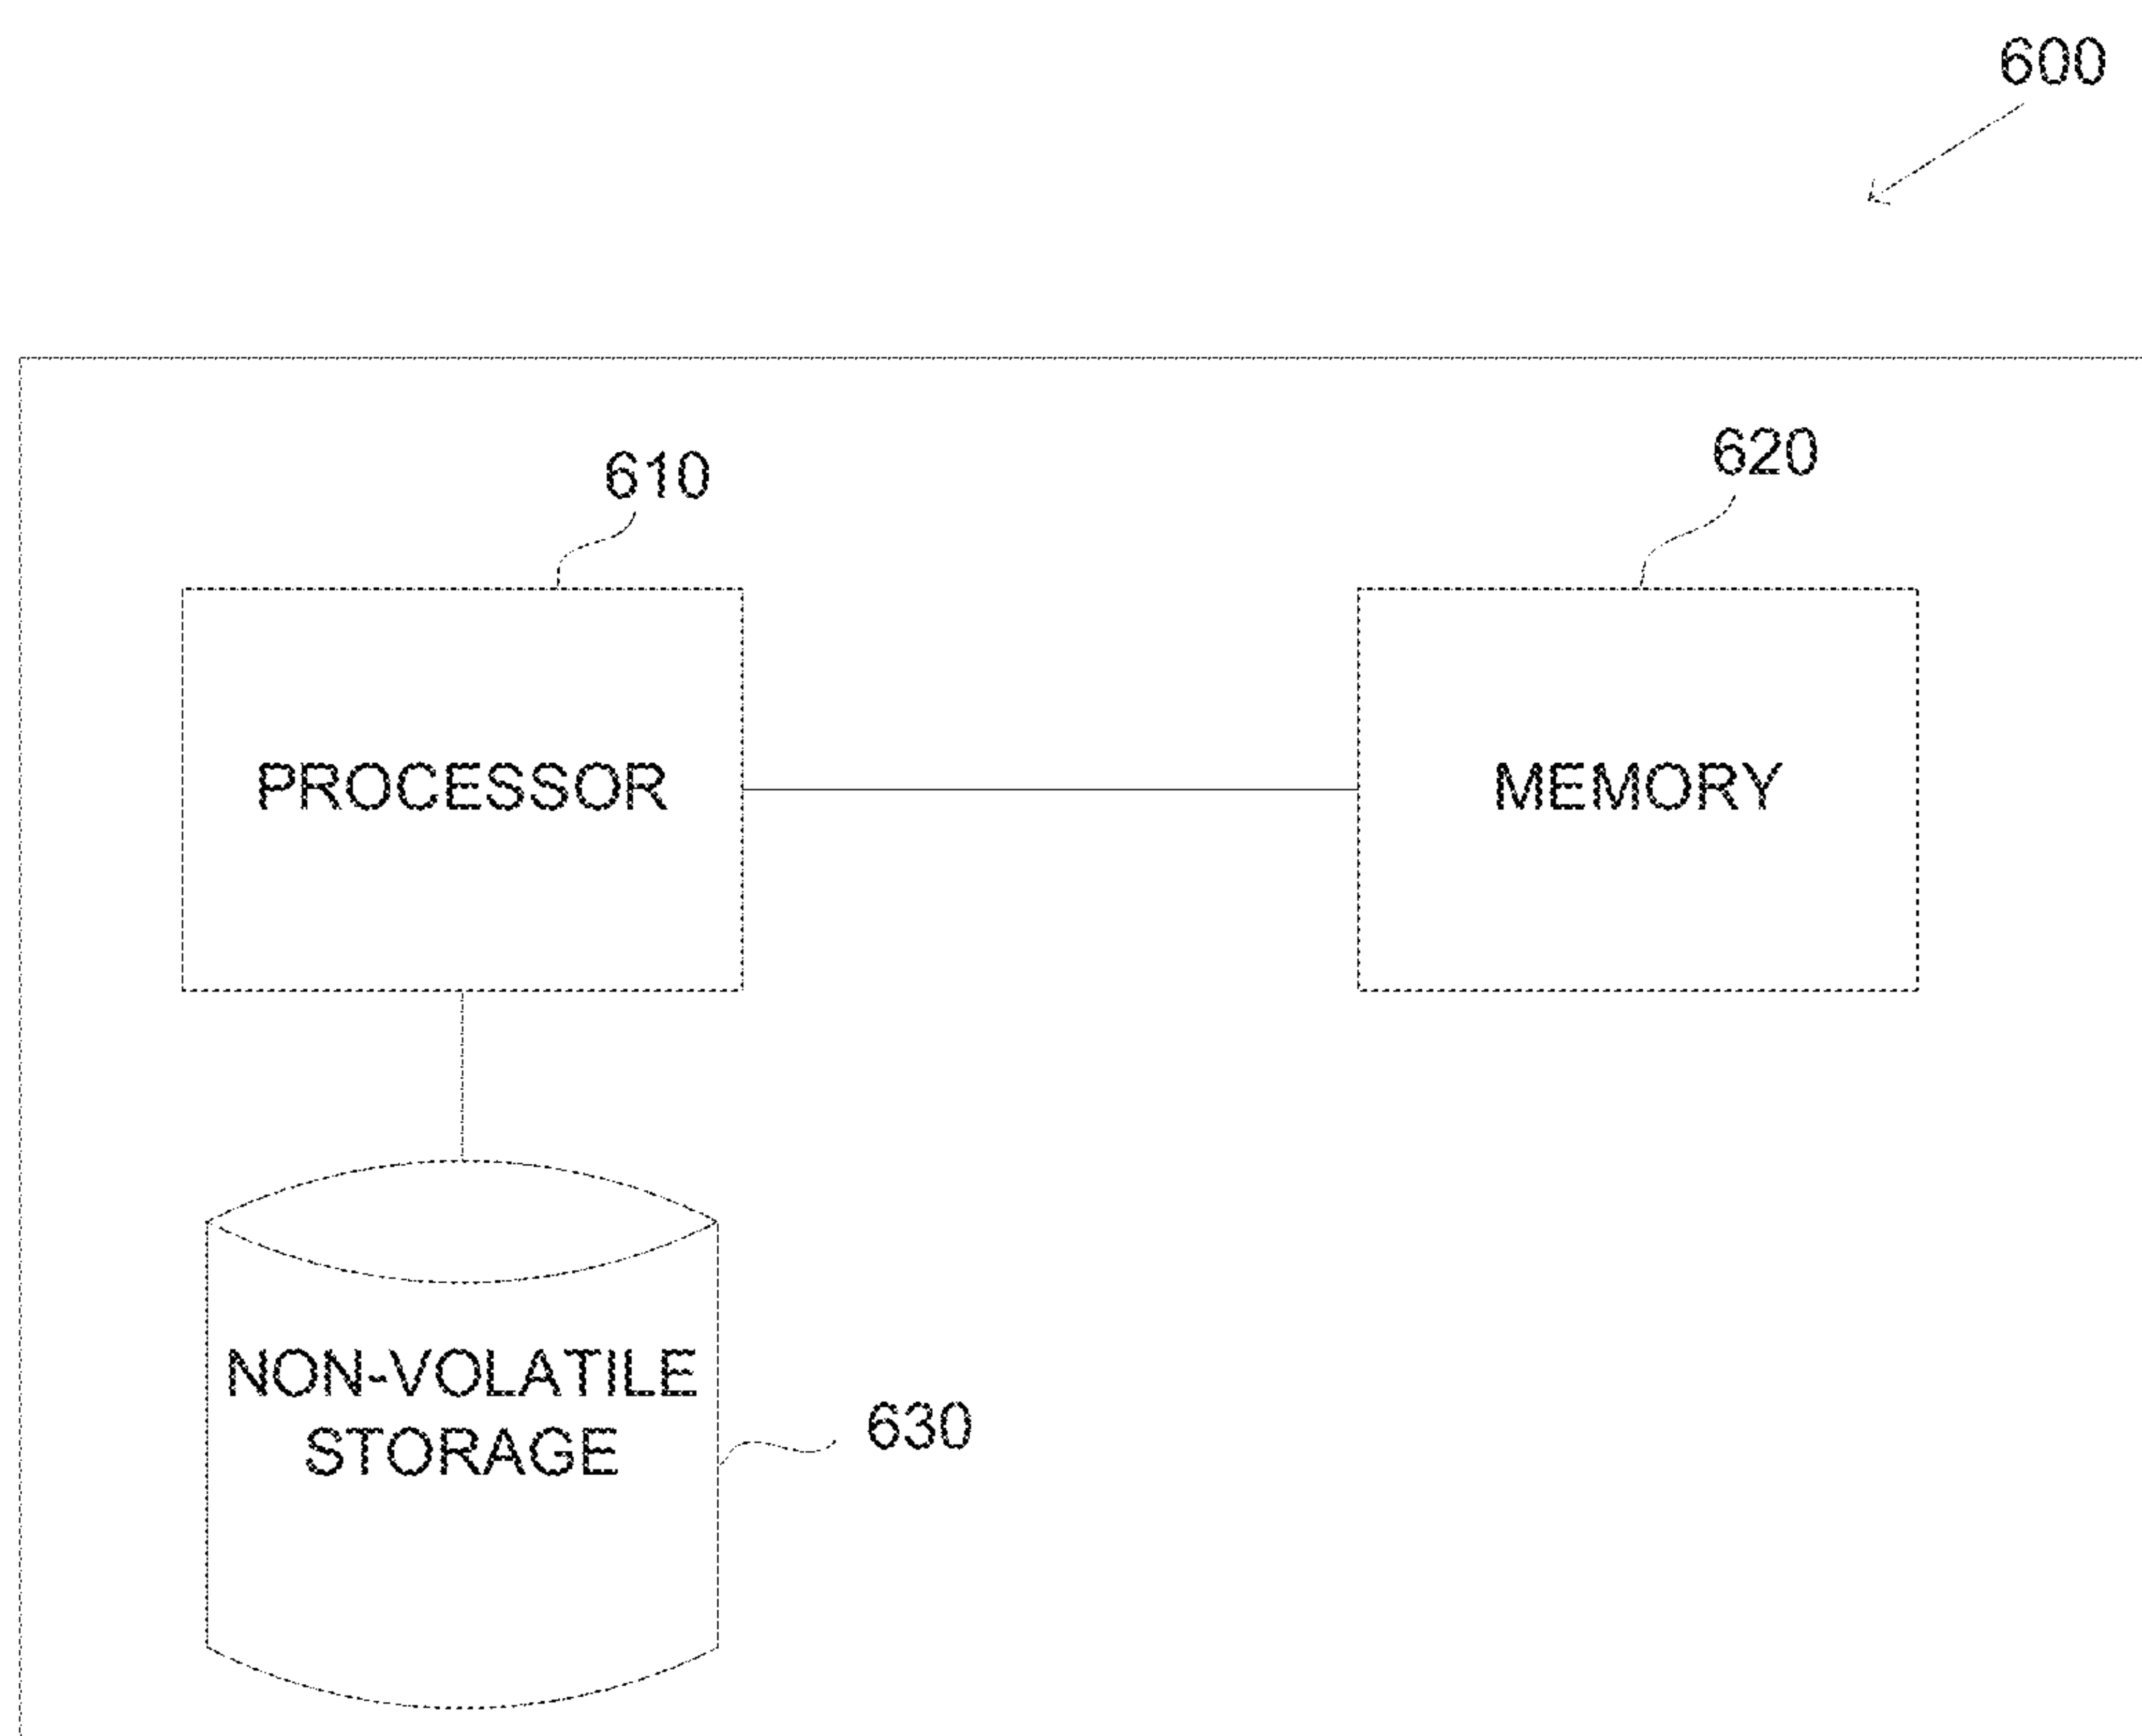 600
610
620
PROCESSOR
MEMORY
NON-VOLATILE
STORAGE
630